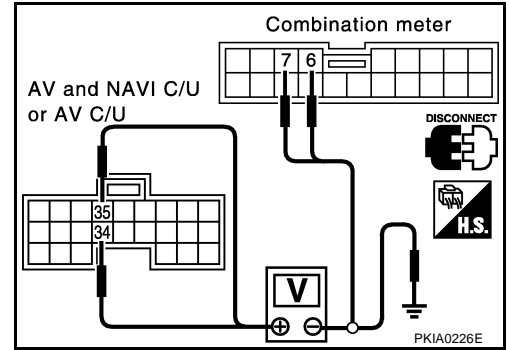 Combination meter
7 6
AV and NAVI C/U
or AV C/U
DISCONNECT
35
34
H.S.
V
PKIA0226E